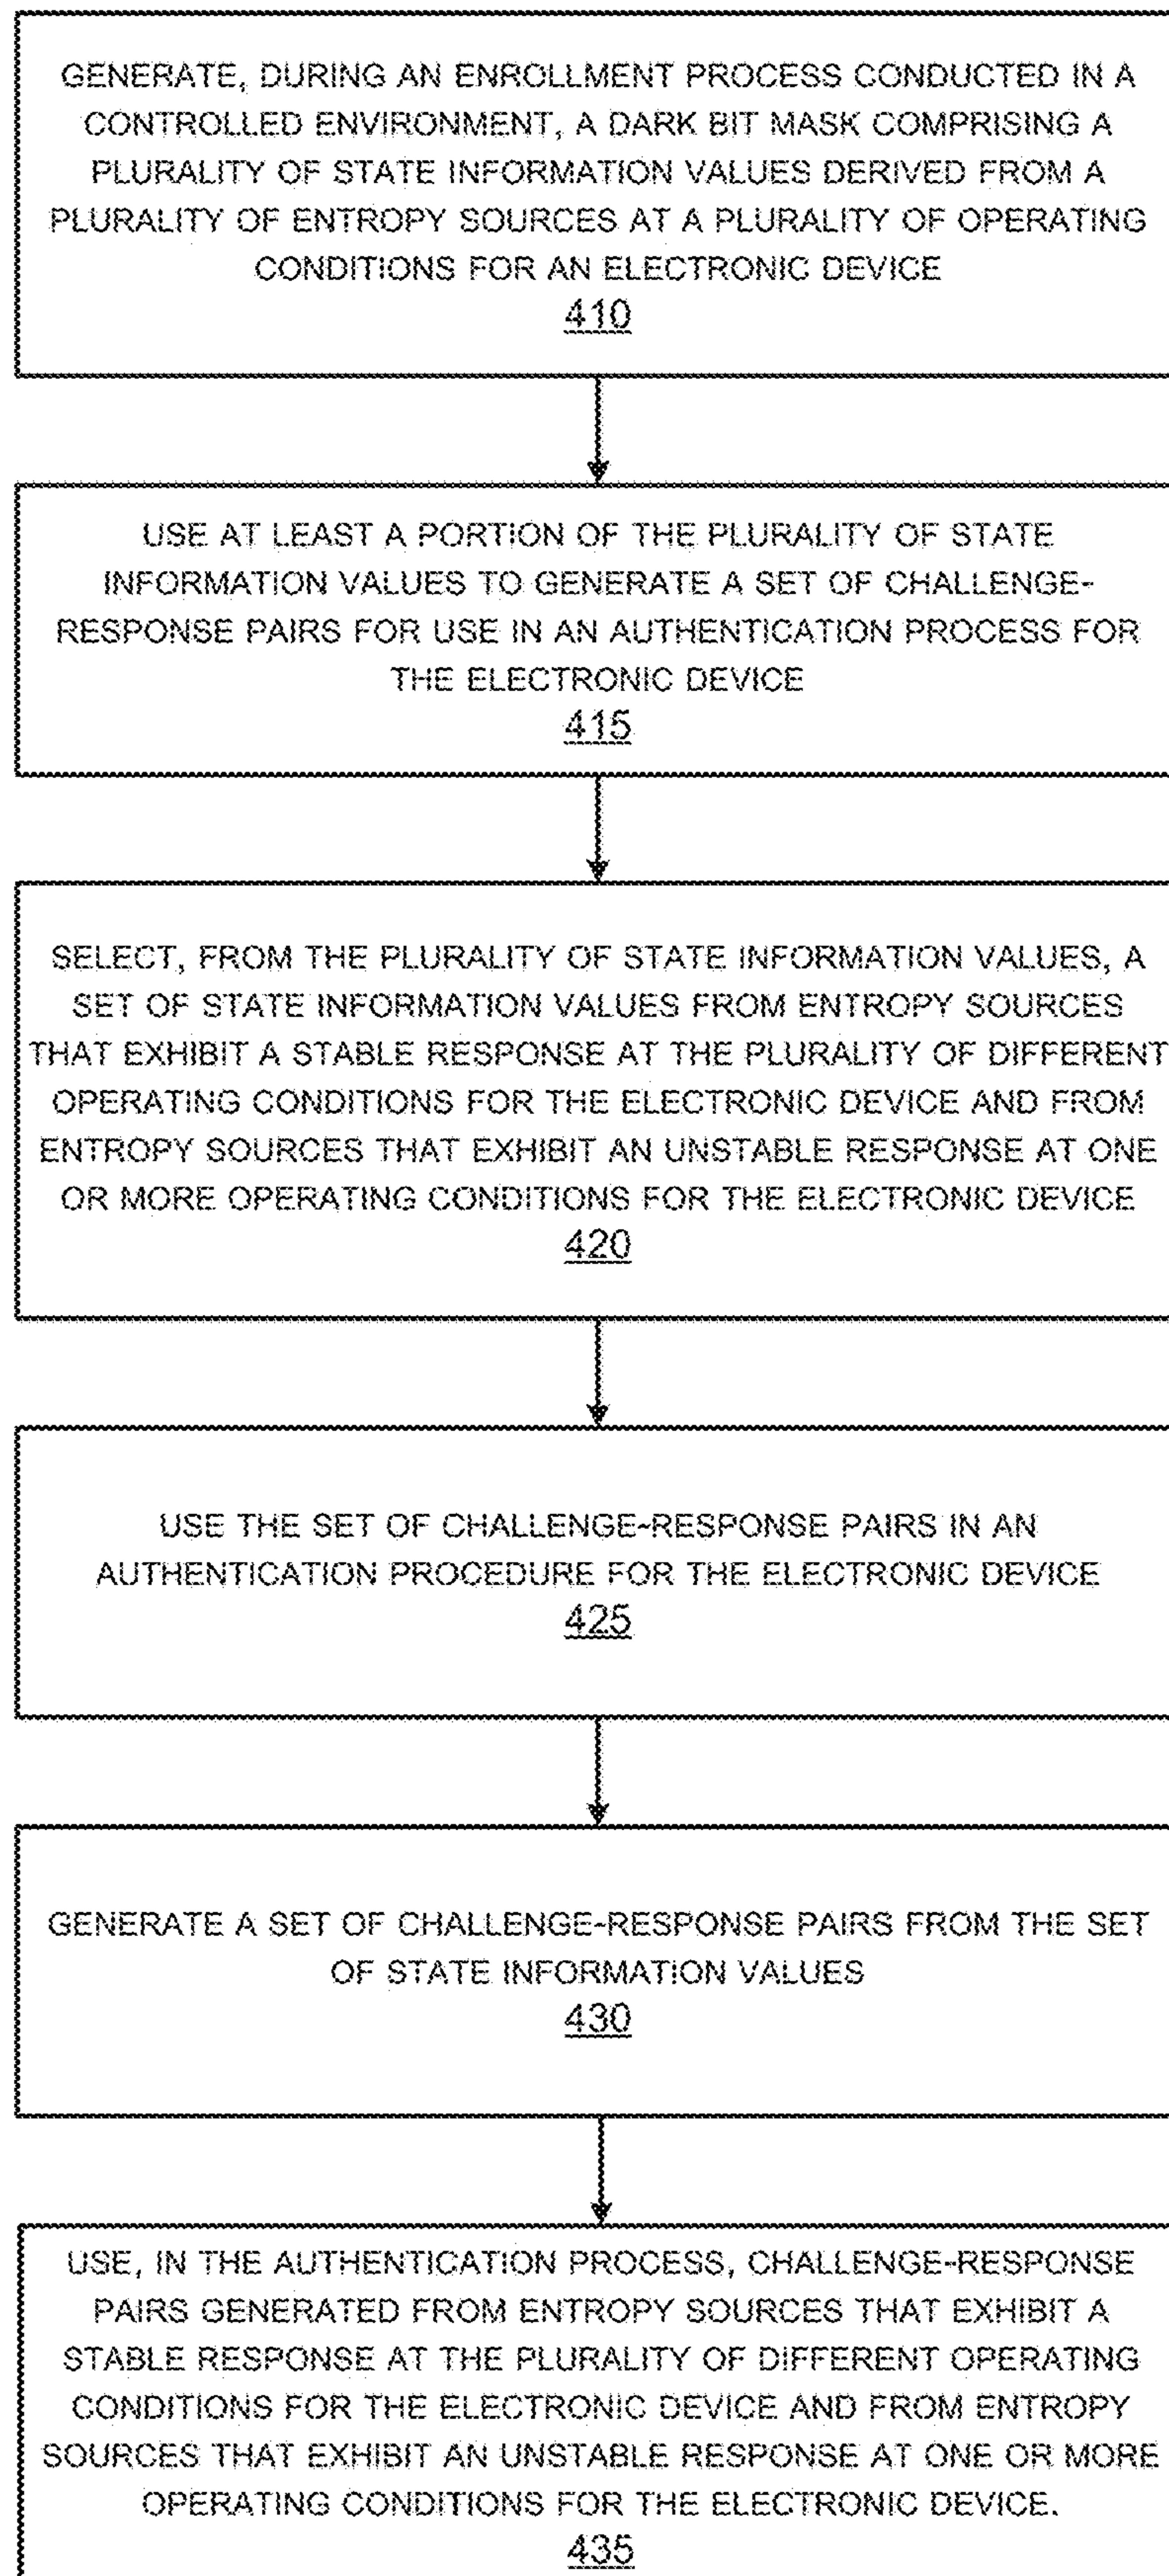 GENERATE, DURING AN ENROLLMENT PROCESS CONDUCTED IN A
CONTROLLED ENVIRONMENT, A DARK BIT MASK COMPRISING A
PLURALITY OF STATE INFORMATION VALUES DERIVED FROM A
PLURALITY OF ENTROPY SOURCES AT A PLURALITY OF OPERATING
CONDITIONS FOR AN ELECTRONIC DEVICE
410
USE AT LEAST A PORTION OF THE PLURALITY OF STATE
INFORMATION VALUES TO GENERATE A SET OF CHALLENGE-
RESPONSE PAIRS FOR USE IN AN AUTHENTICATION PROCESS FOR
THE ELECTRONIC DEVICE
415
SELECT, FROM THE PLURALITY OF STATE INFORMATION VALUES, A
SET OF STATE INFORMATION VALUES FROM ENTROPY SOURCES
THAT EXHIBIT A STABLE RESPONSE AT THE PLURALITY OF DIFFERENT
OPERATING CONDITIONS FOR THE ELECTRONIC DEVICE AND FROM
ENTROPY SOURCES THAT EXHIBIT AN UNSTABLE RESPONSE AT ONE
OR MORE OPERATING CONDITIONS FOR THE ELECTRONIC DEVICE
420
USE THE SET OF CHALLENGE-RESPONSE PAIRS IN AN
AUTHENTICATION PROCEDURE FOR THE ELECTRONIC DEVICE
425
GENERATE A SET OF CHALLENGE-RESPONSE PAIRS FROM THE SET
OF STATE INFORMATION VALUES
430
USE, IN THE AUTHENTICATION PROCESS, CHALLENGE-RESPONSE
PAIRS GENERATED FROM ENTROPY SOURCES THAT EXHIBIT A
STABLE RESPONSE AT THE PLURALITY OF DIFFERENT OPERATING
CONDITIONS FOR THE ELECTRONIC DEVICE AND FROM ENTROPY
SOURCES THAT EXHIBIT AN UNSTABLE RESPONSE AT ONE OR MORE
OPERATING CONDITIONS FOR THE ELECTRONIC DEVICE.
435